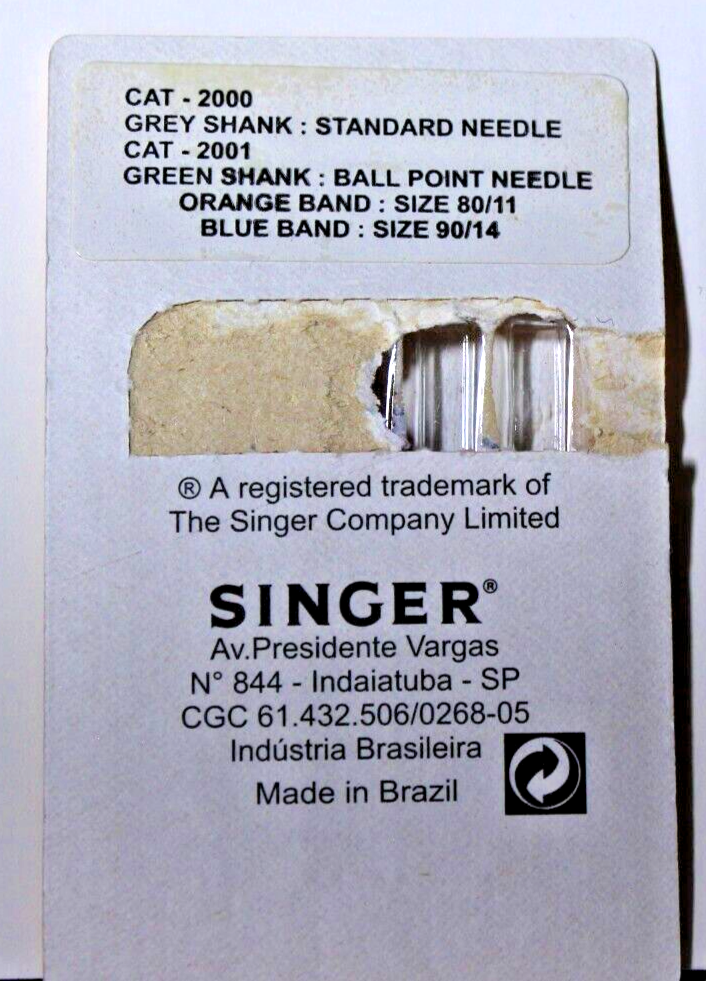 CAT - 2000
GREY SHANK : STANDARD NEEDLE
CAT - 2001
GREEN SHANK : BALL POINT NEEDLE
ORANGE BAND : SIZE 80/11
BLUE BAND : SIZE 90/14
® A registered trademark of
The Singer Company Limited
SINGER®
Av.Presidente Vargas
N° 844 - Indaiatuba - SP
CGC 61.432.506/0268-05
Indústria Brasileira
Made in Brazil